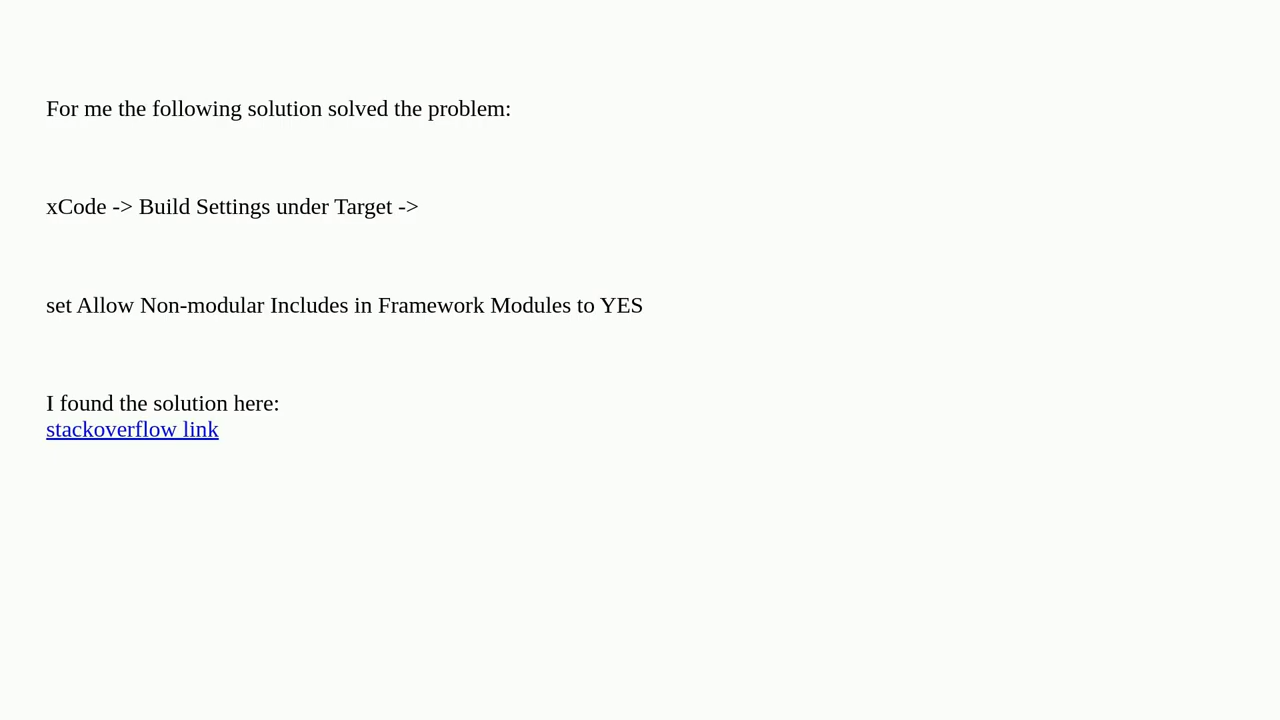 For me the following solution solved the problem:
xCode -> Build Settings under Target ->
set Allow Non-modular Includes in Framework Modules to YES
I found the solution here:
stackoverflow link